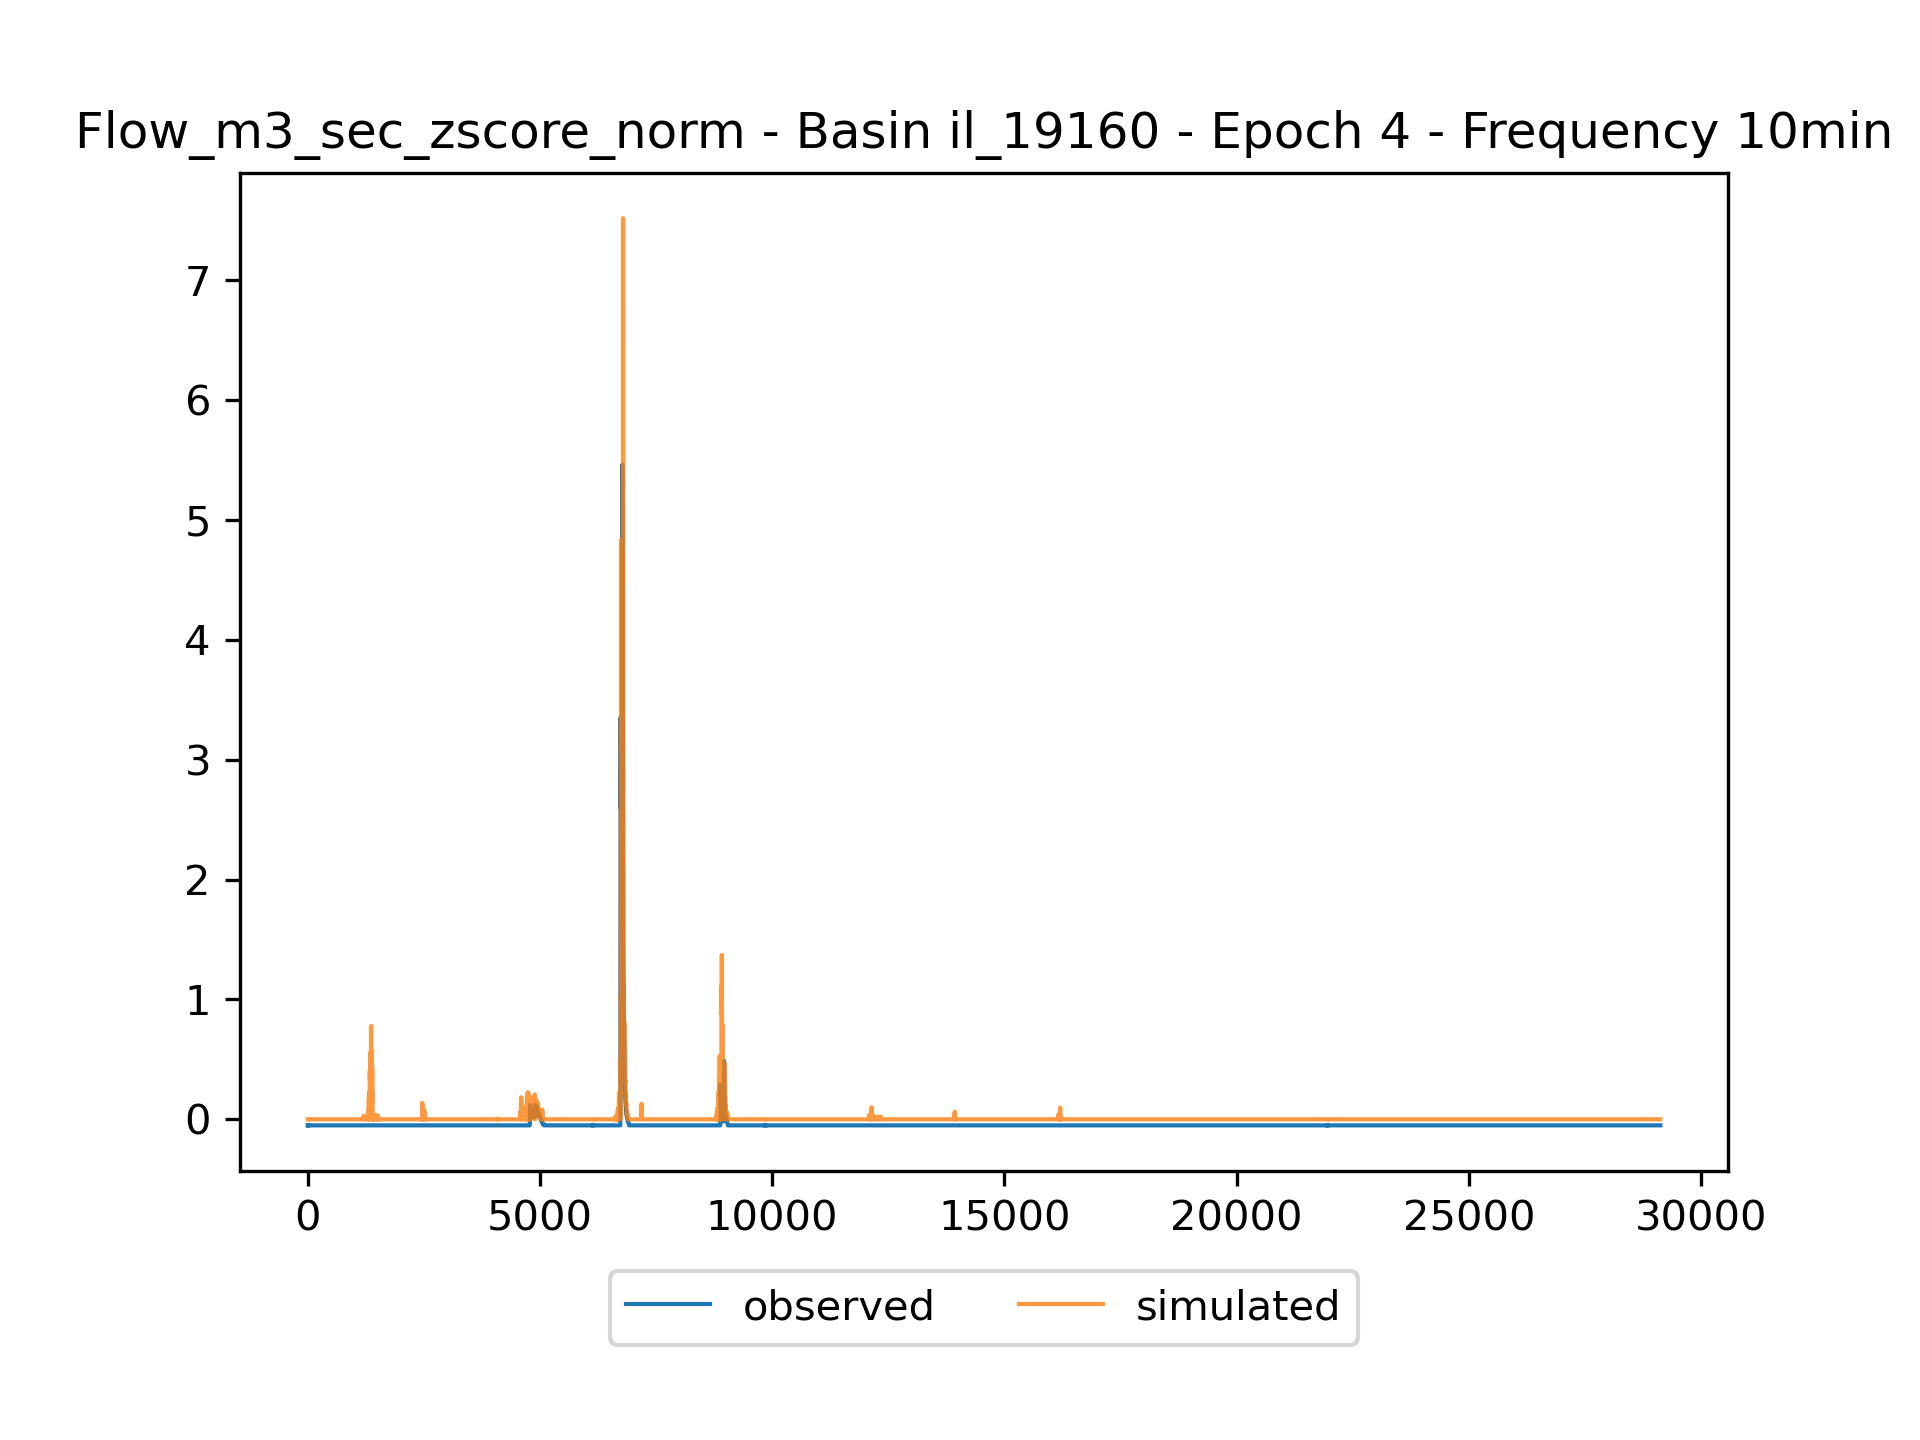 Flow_m3_sec_zscore_norm - Basin il_19160 - Epoch 4 - Frequency 10min
7
6
5
4
3
2
1
0
0 5000 10000 15000 20000 25000 30000
observed simulated